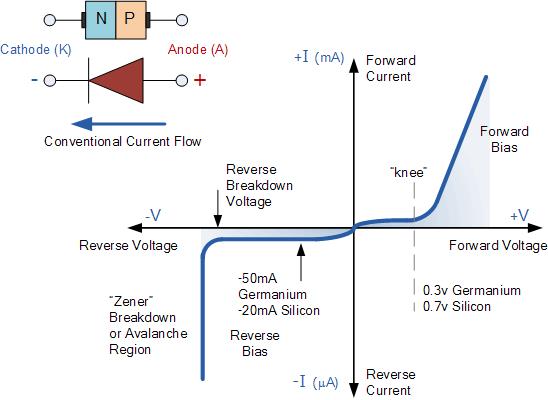 N P
Cathode (K)
Anode (A)
-
+
Conventional Current Flow
+I (mA)
Forward
Current
Forward
Bias
"knee"
Reverse
Breakdown
Voltage
-V
+V
Reverse Voltage
Forward Voltage
-50mA
Germanium
-20mA Silicon
0.3v Germanium
0.7v Silicon
"Zener"
Breakdown
or Avalanche
Region
Reverse
Bias
-I (µA)
Reverse
Current